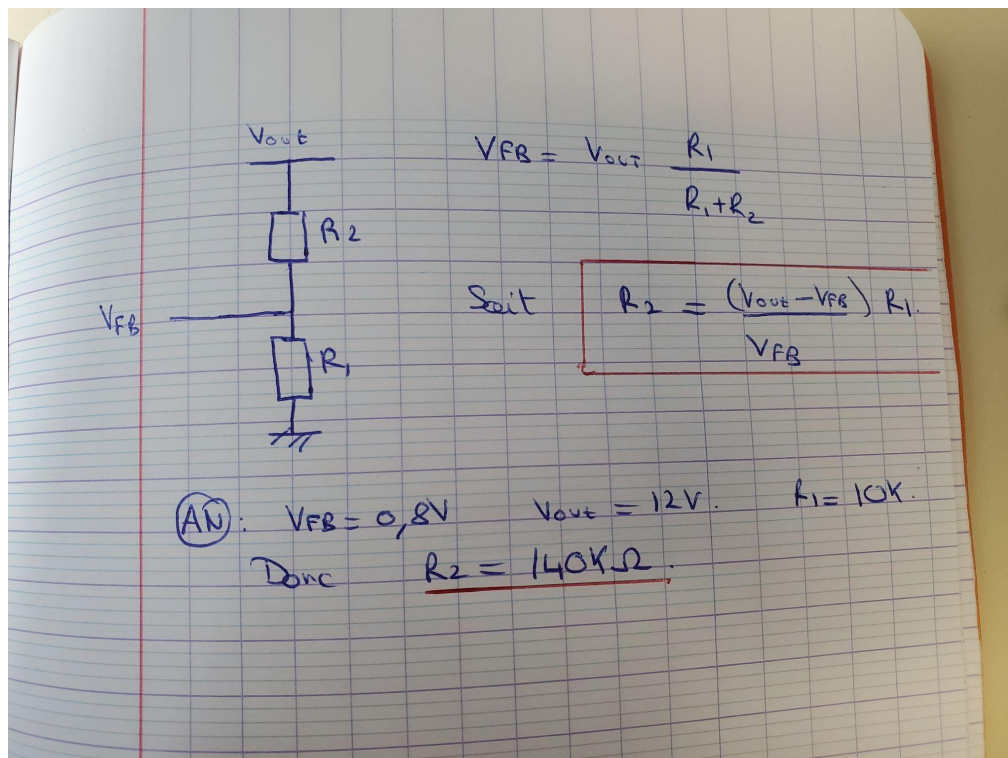 Vout
R2
VFB
R1
VFB = VOUT R1 / R1+R2
Soit R2 = (Vout - VFB) R1. / VFB
AN : VFB = 0,8V Vout = 12V. R1 = 10K.
Donc R2 = 140KΩ.